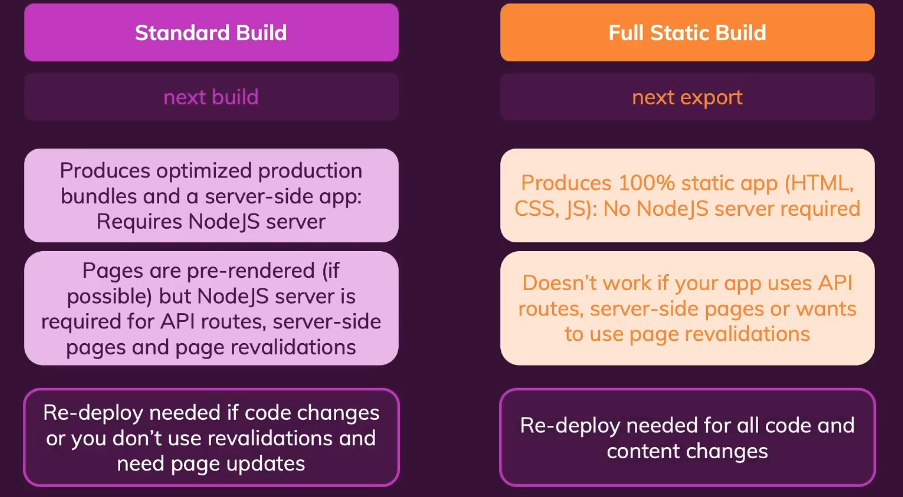 Standard Build
next build
Produces optimized production
bundles and a server-side app:
Requires NodeJS server
Pages are pre-rendered (if
possible) but NodeJS server is
required for API routes, server-side
pages and page revalidations
Re-deploy needed if code changes
or you don’t use revalidations and
need page updates
Full Static Build
next export
Produces 100% static app (HTML,
CSS, JS): No NodeJS server required
Doesn’t work if your app uses API
routes, server-side pages or wants
to use page revalidations
Re-deploy needed for all code and
content changes